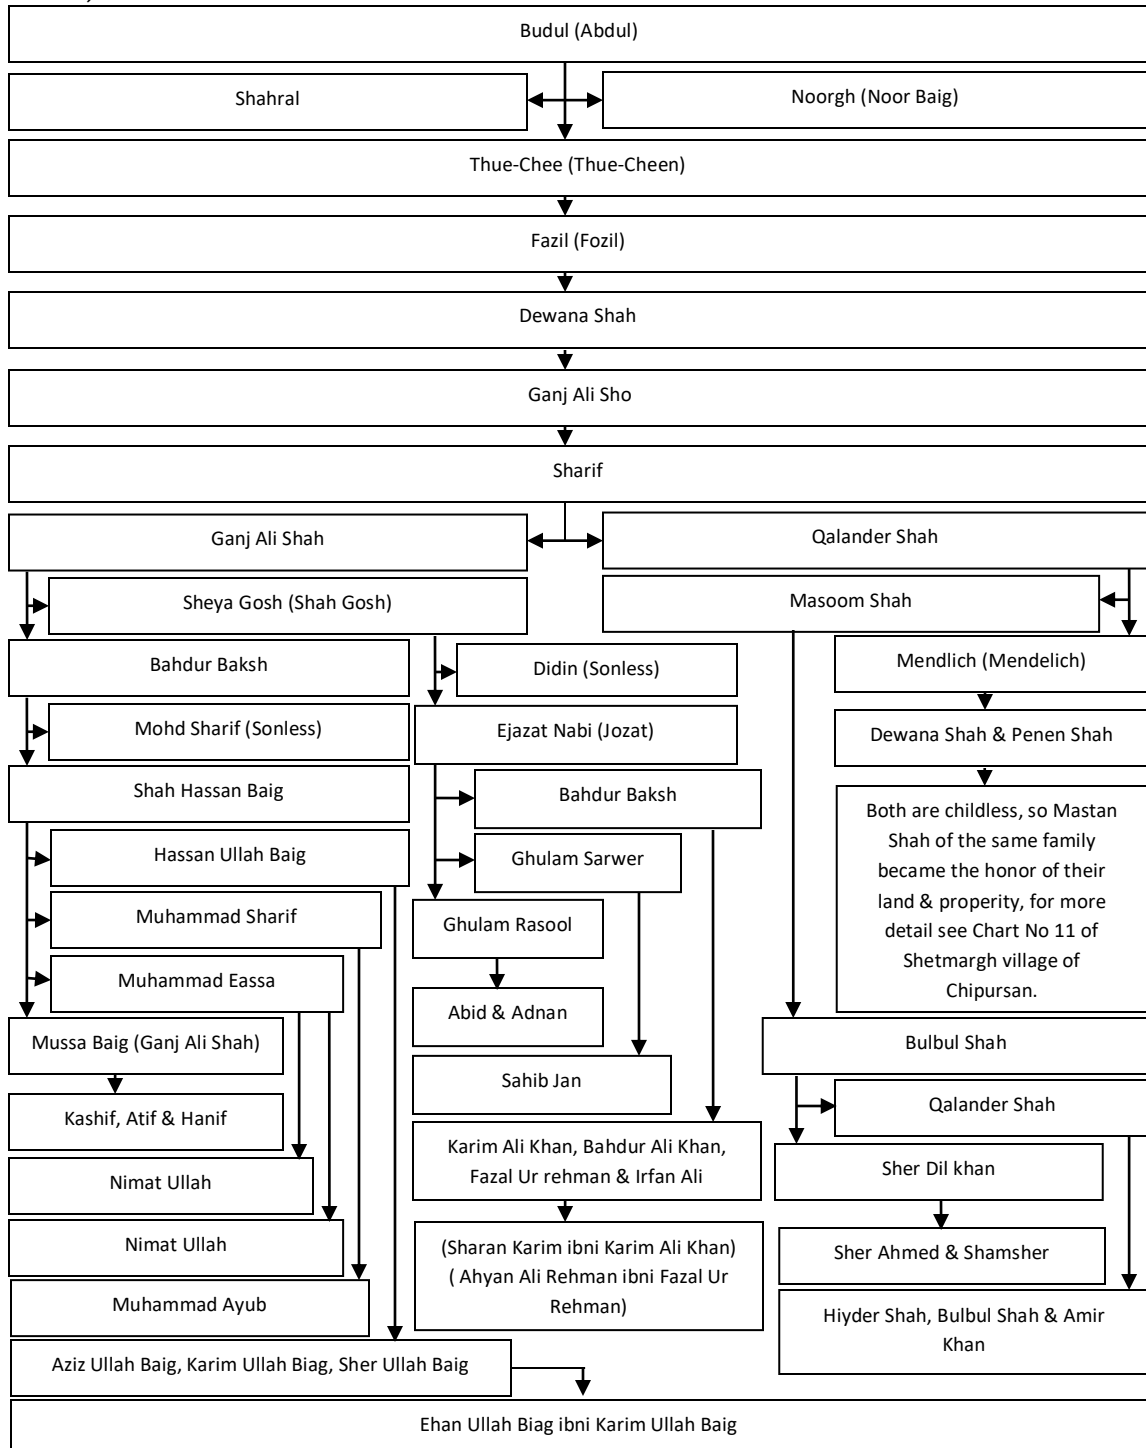 Budul (Abdul)
Shahral
Noorgh (Noor Baig)
Thue-Chee (Thue-Cheen)
Fazil (Fozil)
Dewana Shah
Ganj Ali Sho
Sharif
Ganj Ali Shah
Qalander Shah
Sheya Gosh (Shah Gosh)
Masoom Shah
Bahdur Baksh
Didin (Sonless)
Mendlich (Mendelich)
Mohd Sharif (Sonless)
Ejazat Nabi (Jozat)
Dewana Shah & Penen Shah
Shah Hassan Baig
Bahdur Baksh
Both are childless, so Mastan
Shah of the same family
became the honor of their
land & properity, for more
detail see Chart No 11 of
Shetmargh village of
Chipursan.
Hassan Ullah Baig
Ghulam Sarwer
Muhammad Sharif
Ghulam Rasool
Muhammad Eassa
Abid & Adnan
Mussa Baig (Ganj Ali Shah)
Bulbul Shah
Sahib Jan
Kashif, Atif & Hanif
Qalander Shah
Karim Ali Khan, Bahdur Ali Khan,
Fazal Ur rehman & Irfan Ali
Sher Dil khan
Nimat Ullah
Nimat Ullah
(Sharan Karim ibni Karim Ali Khan)
( Ahyan Ali Rehman ibni Fazal Ur
Rehman)
Sher Ahmed & Shamsher
Muhammad Ayub
Hiyder Shah, Bulbul Shah & Amir
Khan
Aziz Ullah Baig, Karim Ullah Biag, Sher Ullah Baig
Ehan Ullah Biag ibni Karim Ullah Baig